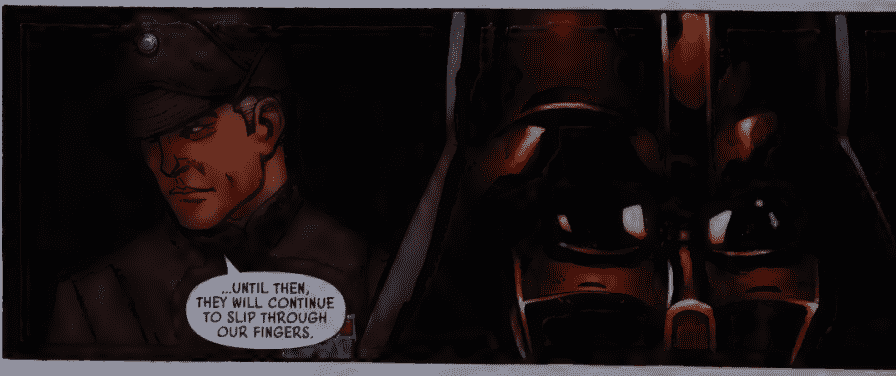 ...UNTIL THEN,
THEY WILL CONTINUE
TO SLIP THROUGH
OUR FINGERS.